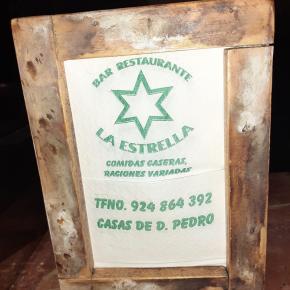 BAR RESTAURANTE
LA ESTRELLA
COMIDAS CASERAS,
RACIONES VARIADAS
TFNO. 924 864 392
CASAS DE D. PEDRO